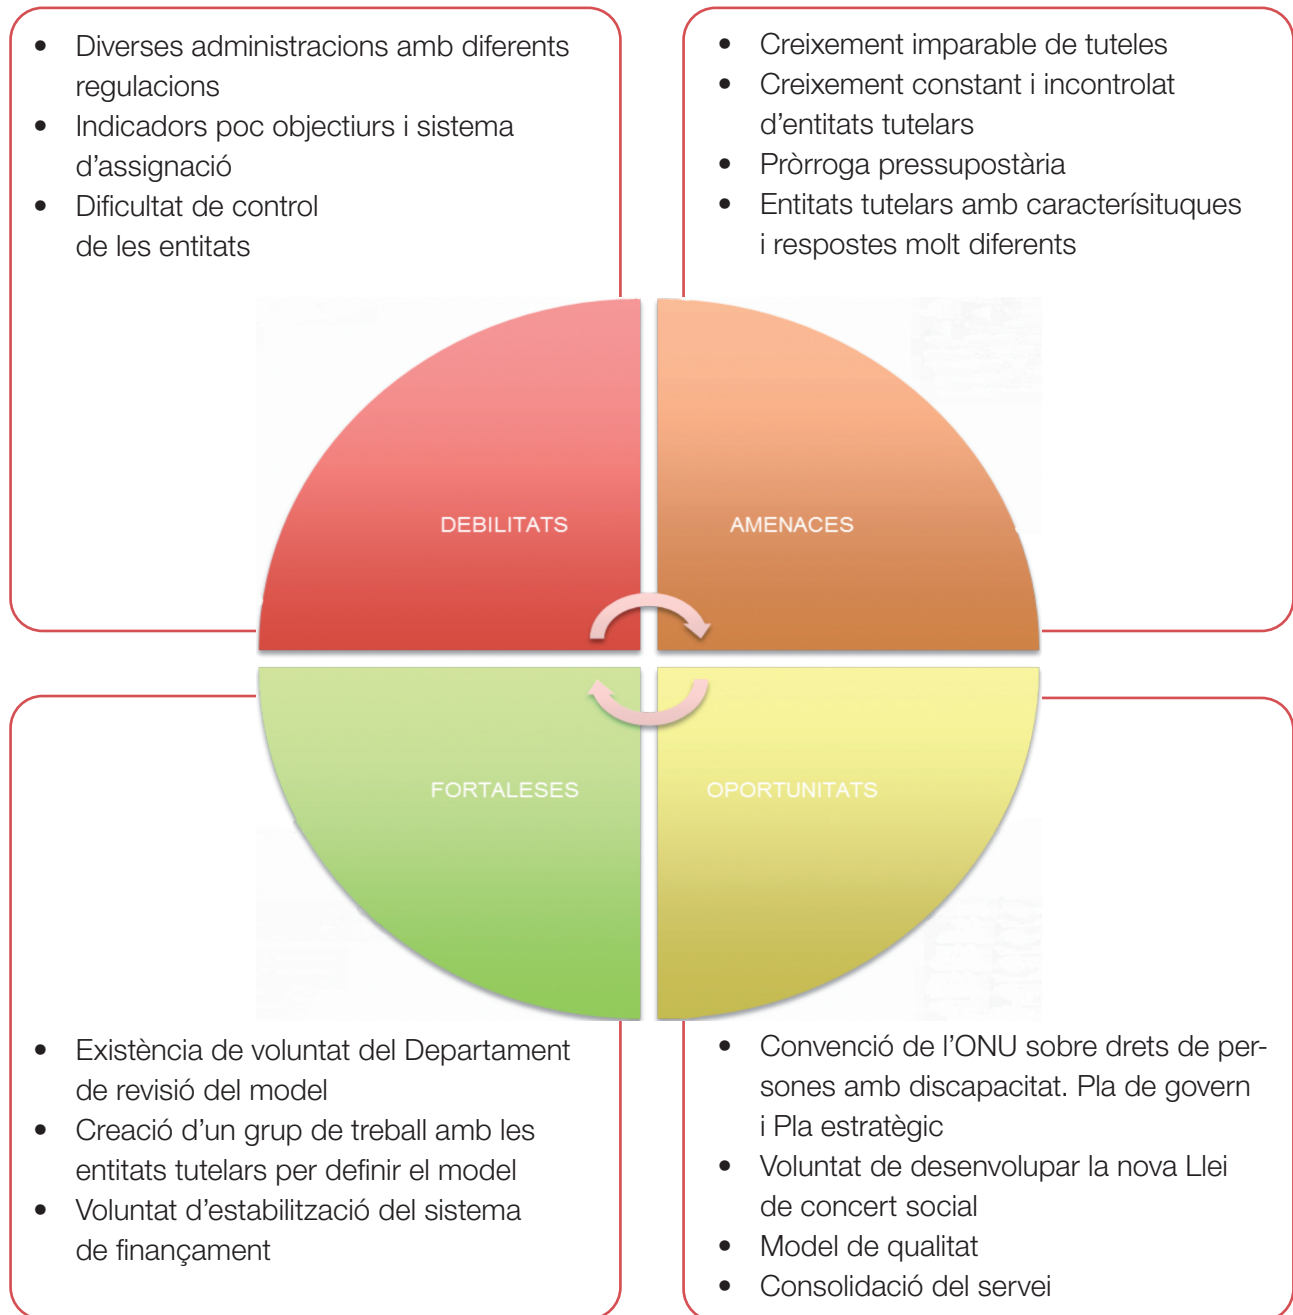 • Diverses administracions amb diferents
regulacions
• Indicadors poc objectiurs i sistema
d’assignació
• Dificultat de control
de les entitats
• Creixement imparable de tuteles
• Creixement constant i incontrolat
d’entitats tutelars
• Pròrroga pressupostària
• Entitats tutelars amb caracterísituques
i respostes molt diferents
DEBILITATS
AMENACES
FORTALESES
OPORTUNITATS
• Existència de voluntat del Departament
de revisió del model
• Creació d’un grup de treball amb les
entitats tutelars per definir el model
• Voluntat d’estabilització del sistema
de finançament
• Convenció de l’ONU sobre drets de per-
sones amb discapacitat. Pla de govern
i Pla estratègic
• Voluntat de desenvolupar la nova Llei
de concert social
• Model de qualitat
• Consolidació del servei